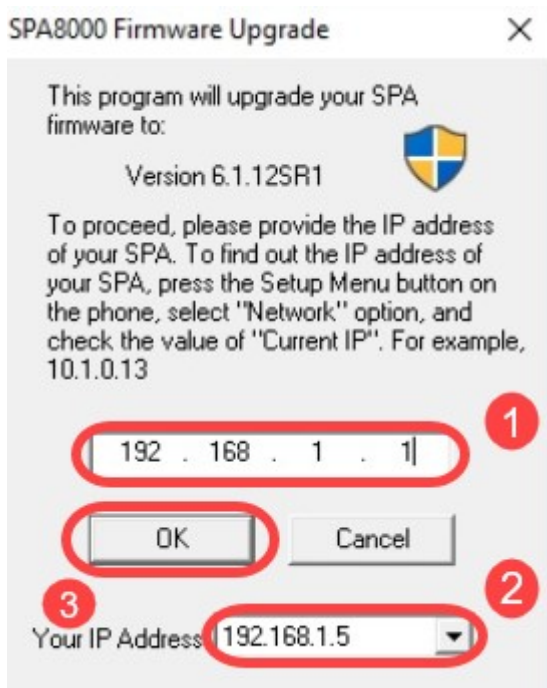 SPA8000 Firmware Upgrade
This program will upgrade your SPA
firmware to:
Version 6.1.12SR1
To proceed, please provide the IP address
of your SPA. To find out the IP address of
your SPA, press the Setup Menu button on
the phone, select "Network" option, and
check the value of "Current IP". For example,
10.1.0.13
1
192 . 168 . 1 . 1
OK Cancel
3
2
Your IP Address 192.168.1.5